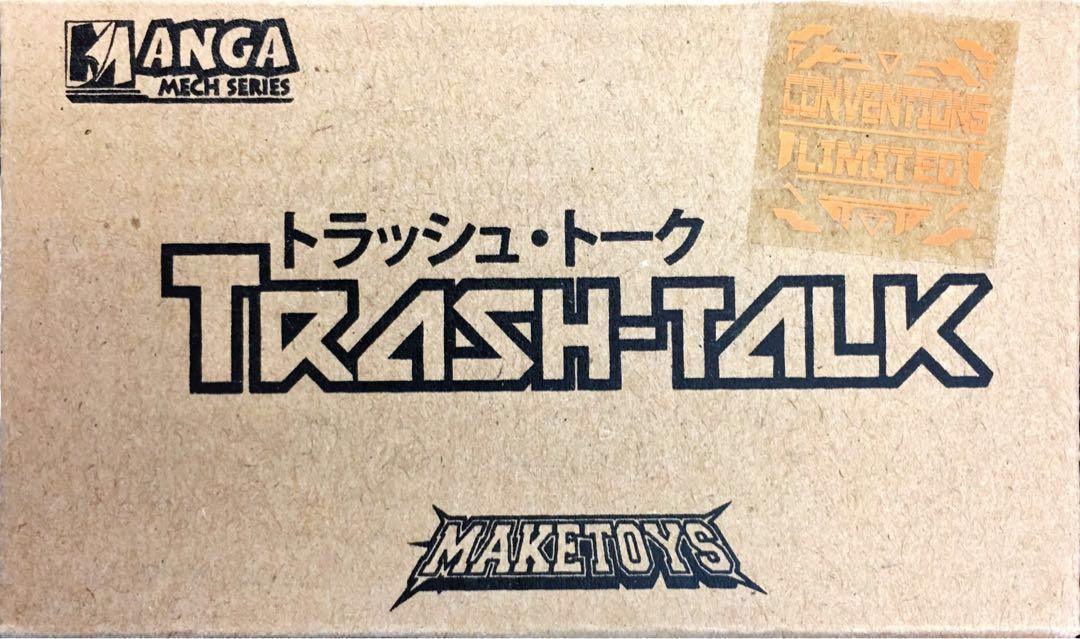 MANGA
MECH SERIES
CONVENTIONS
LIMITED
トラッシュ・トーク
TRASH-TALK
MAKETOYS